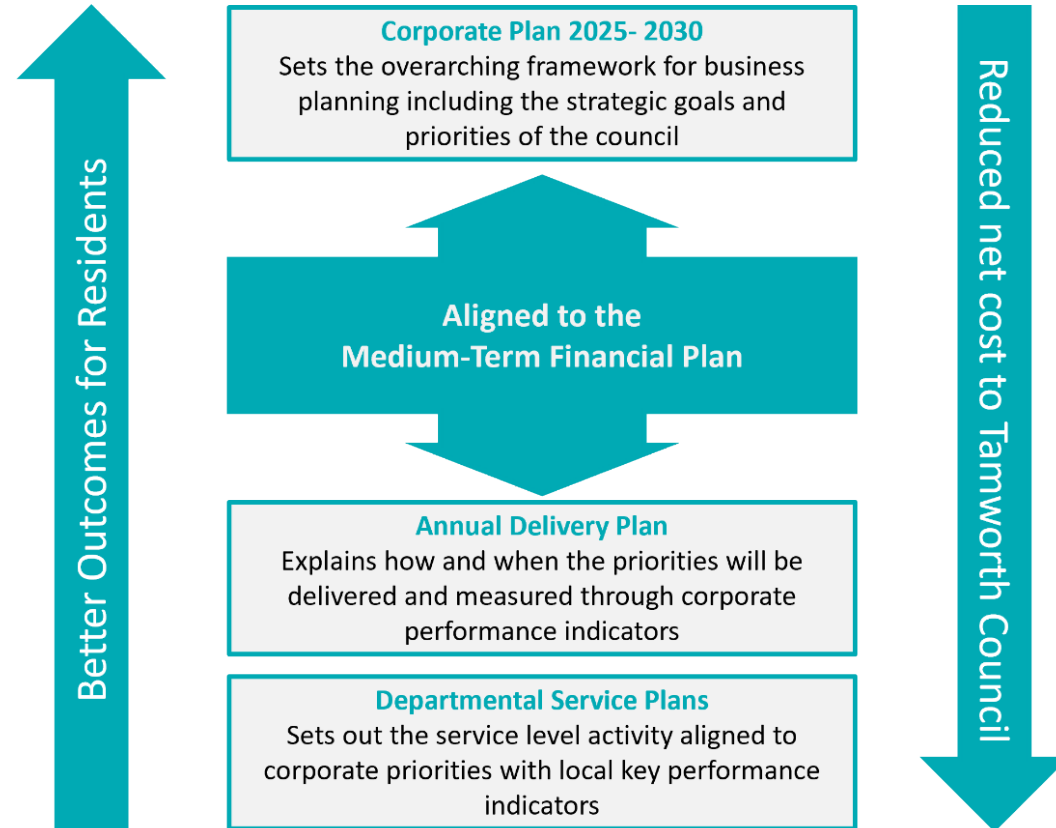 Better Outcomes for Residents
Corporate Plan 2025- 2030
Sets the overarching framework for business
planning including the strategic goals and
priorities of the council
Aligned to the
Medium-Term Financial Plan
Annual Delivery Plan
Explains how and when the priorities will be
delivered and measured through corporate
performance indicators
Departmental Service Plans
Sets out the service level activity aligned to
corporate priorities with local key performance
indicators
Reduced net cost to Tamworth Council